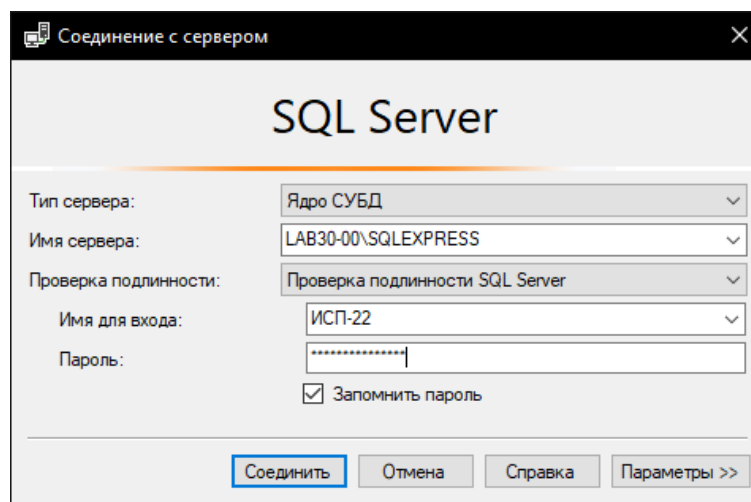 Соединение с сервером
SQL Server
Тип сервера: Ядро СУБД
Имя сервера: LAB30-00\SQLEXPRESS
Проверка подлинности: Проверка подлинности SQL Server
Имя для входа: ИСП-22
Пароль: ***************
Запомнить пароль
Соединить Отмена Справка Параметры >>